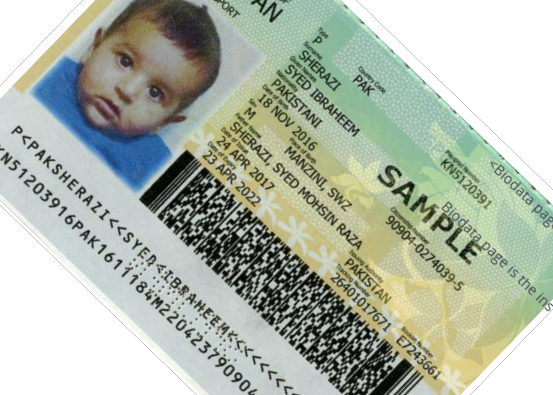 AN
PORT
Type
P
Country Code
PAK
Passport Number
KN5120391
Surname
SHERAZI
Given Names
SYED IBRAHEEM
Nationality
PAKISTANI
Date of Birth
18 NOV 2016
Citizenship Number
90904-0274039-5
Sex
M
Place of Birth
MANZINI, SWZ
Father Name
SHERAZI, SYED MOHSIN RAZA
Date of Issue
24 APR 2017
Issuing Authority
PAKISTAN
Date of Expiry
23 APR 2022
Tracking Number
26401017671
Booklet Number
E7243661
SAMPLE
<Biodata page
Biodata page is the ins
P<PAKSHERAZI<<SYED<IBRAHEEM<<<<<<<
KN51203916PAK1611184M220423790904